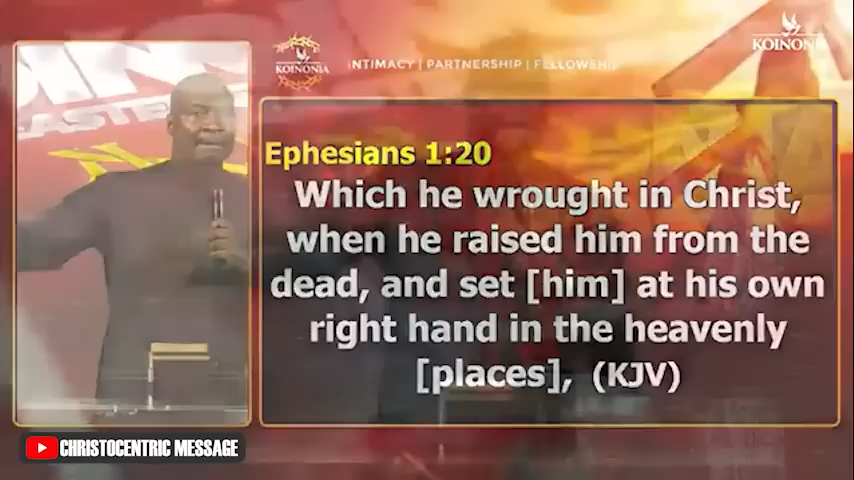 KOINONIA
INTIMACY | PARTNERSHIP | FELLOWSHIP
EASTE
Ephesians 1:20
Which he wrought in Christ,
when he raised him from the
dead, and set [him] at his own
right hand in the heavenly
[places], (KJV)
CHRISTOCENTRIC MESSAGE